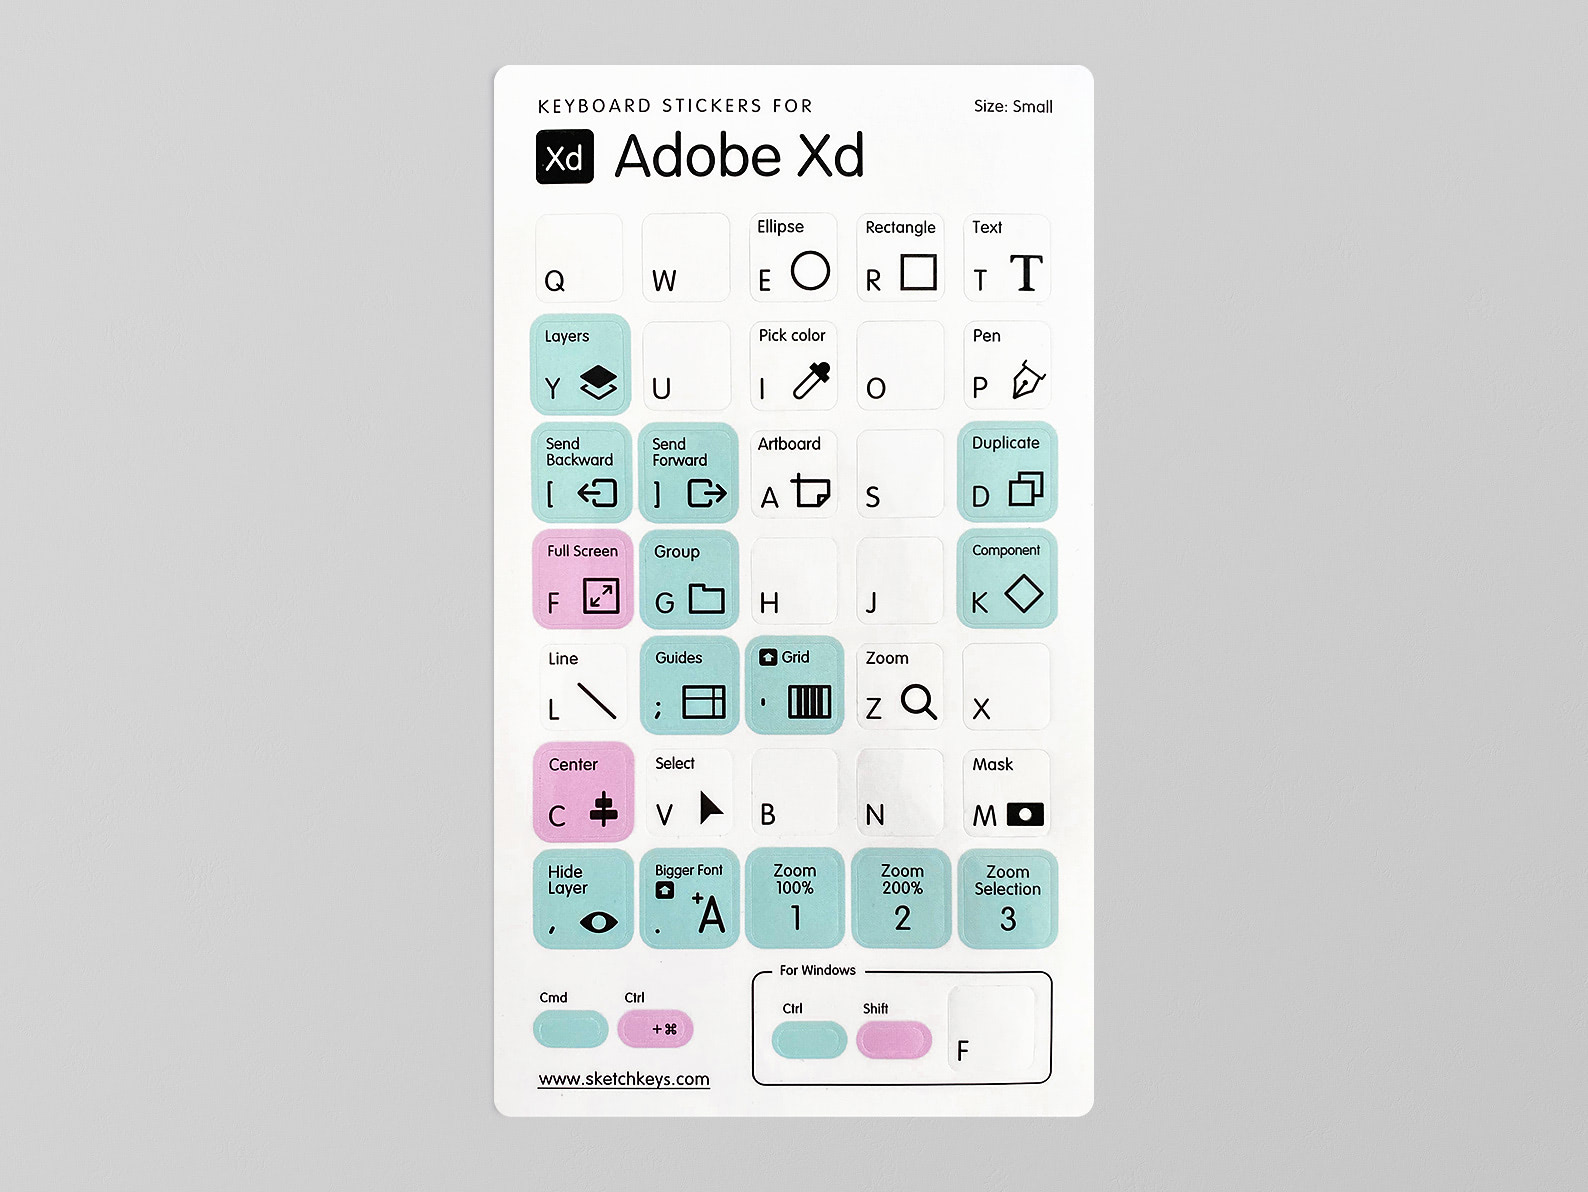 KEYBOARD STICKERS FOR
Size: Small
Xd Adobe Xd
Q
W
Ellipse
E
Rectangle
R
Text
T T
Layers
Y
U
Pick color
I
O
Pen
P
Send
Backward
[
Send
Forward
]
Artboard
A
S
Duplicate
D
Full Screen
F
Group
G
H
J
Component
K
Line
L
Guides
;
Grid
'
Zoom
Z
X
Center
C
Select
V
B
N
Mask
M
Hide
Layer
,
Bigger Font
. +A
Zoom
100%
1
Zoom
200%
2
Zoom
Selection
3
Cmd
Ctrl
+⌘
www.sketchkeys.com
For Windows
Ctrl
Shift
F